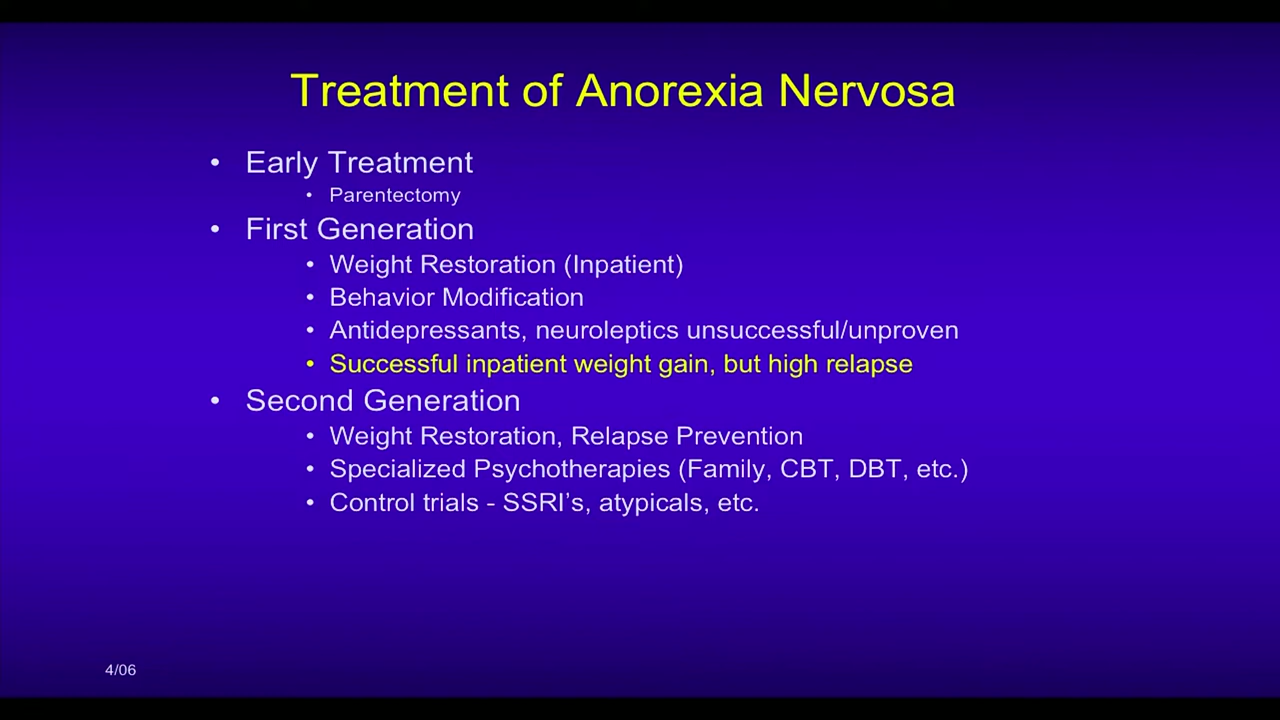 Treatment of Anorexia Nervosa
• Early Treatment
• Parentectomy
• First Generation
• Weight Restoration (Inpatient)
• Behavior Modification
• Antidepressants, neuroleptics unsuccessful/unproven
• Successful inpatient weight gain, but high relapse
• Second Generation
• Weight Restoration, Relapse Prevention
• Specialized Psychotherapies (Family, CBT, DBT, etc.)
• Control trials - SSRI’s, atypicals, etc.
4/06